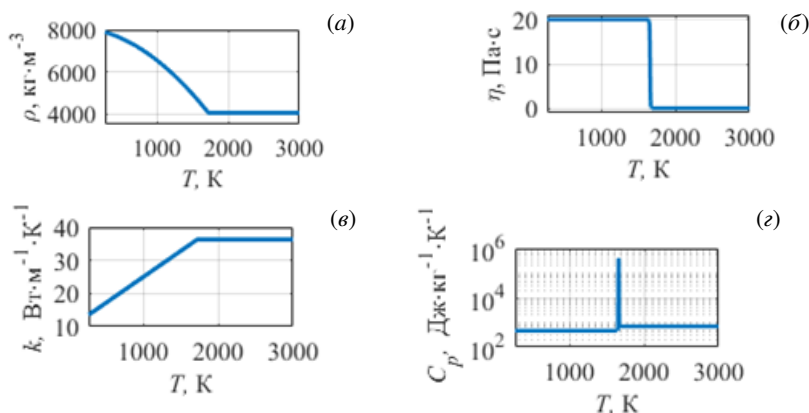 (а)
8000
6000
4000
ρ, кг·м⁻³
1000 2000 3000
T, К
(б)
20
10
0
η, Па·с
1000 2000 3000
T, К
(в)
40
30
20
10
k, Вт·м⁻¹·К⁻¹
1000 2000 3000
T, К
(г)
10⁶
10⁴
10²
Cₚ, Дж·кг⁻¹·К⁻¹
1000 2000 3000
T, К